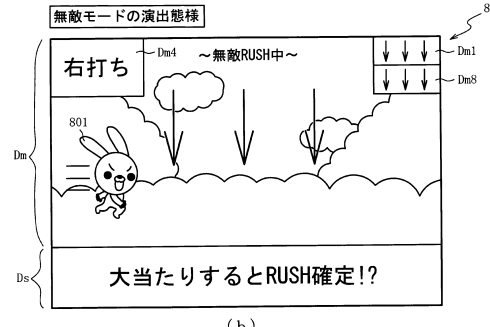 無敵モードの演出態様
8
右打ち
Dm4
～無敵RUSH中～
Dm1
Dm8
801
Dm
Ds
大当たりするとRUSH確定!?
(b)